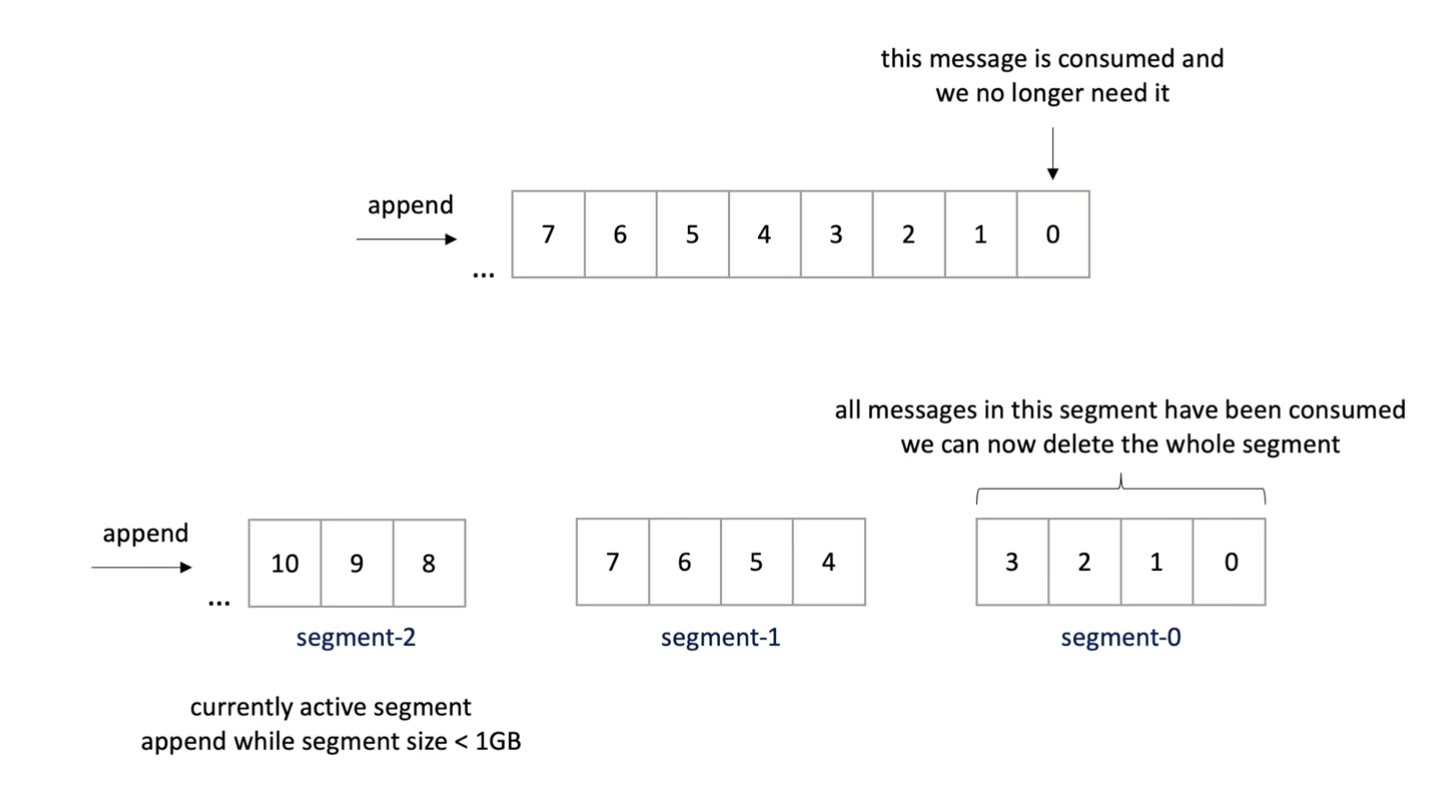 this message is consumed and
we no longer need it
append
... 7 6 5 4 3 2 1 0
all messages in this segment have been consumed
we can now delete the whole segment
append
... 10 9 8
7 6 5 4
3 2 1 0
segment-2
segment-1
segment-0
currently active segment
append while segment size < 1GB